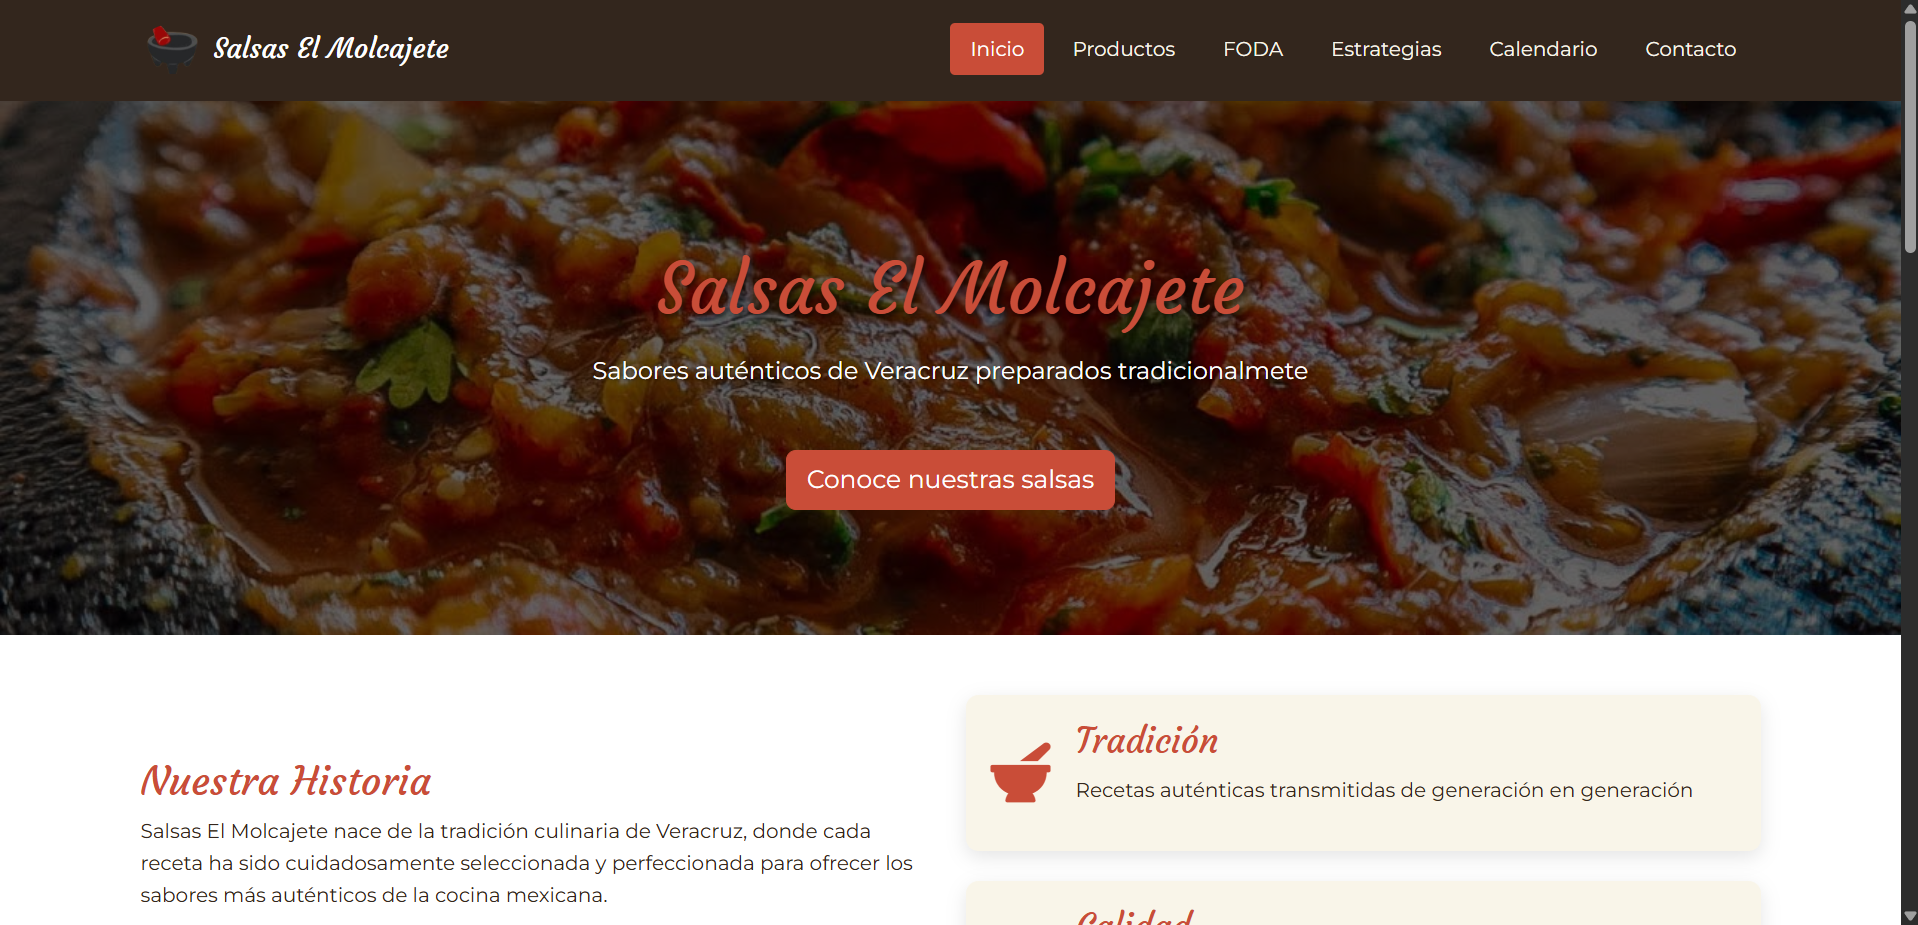 Salsas El Molcajete
Inicio
Productos
FODA
Estrategias
Calendario
Contacto
Salsas El Molcajete
Sabores auténticos de Veracruz preparados tradicionalmete
Conoce nuestras salsas
Nuestra Historia
Salsas El Molcajete nace de la tradición culinaria de Veracruz, donde cada
receta ha sido cuidadosamente seleccionada y perfeccionada para ofrecer los
sabores más auténticos de la cocina mexicana.
Tradición
Recetas auténticas transmitidas de generación en generación
Calidad